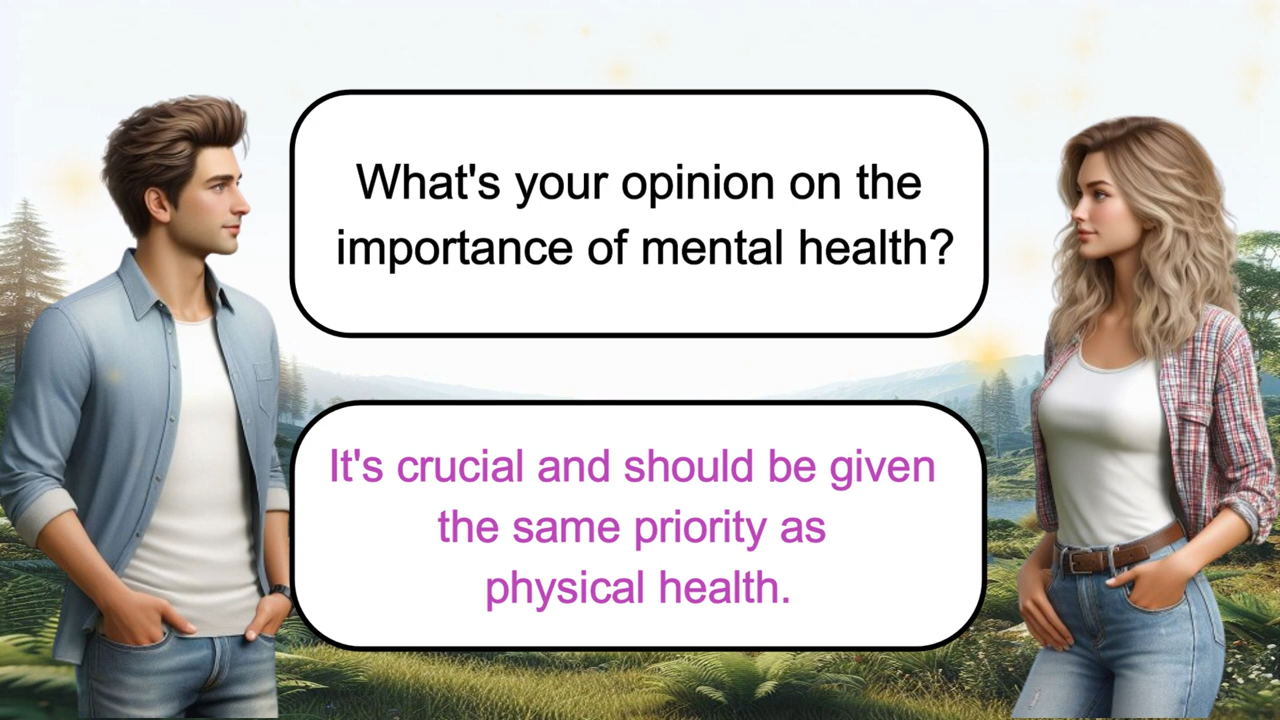 What's your opinion on the
importance of mental health?
It's crucial and should be given
the same priority as
physical health.